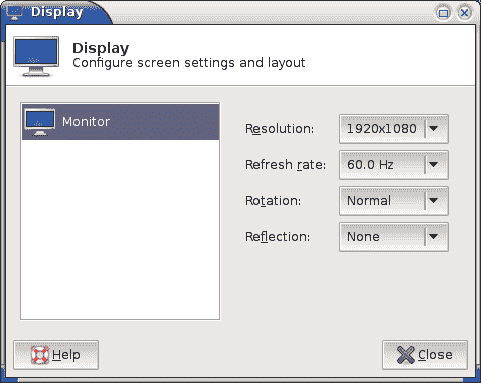 Display
Display
Configure screen settings and layout
Monitor
Resolution: 1920x1080
Refresh rate: 60.0 Hz
Rotation: Normal
Reflection: None
Help
Close